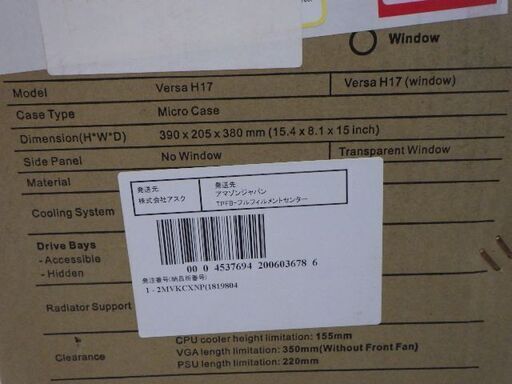 Window
Model Versa H17 Versa H17 (window)
Case Type Micro Case
Dimension(H*W*D) 390 x 205 x 380 mm (15.4 x 8.1 x 15 inch)
Side Panel No Window Transparent Window
Material
Cooling System
Drive Bays
- Accessible
- Hidden
Radiator Support
発送元
株式会社アスク
発送先
アマゾンジャパン
TPFB-フルフィルメントセンター
00 0 4537694 200603678 6
発注番号(納品所番号)
1 - 2MVKCXNP(1819804
Clearance
CPU cooler height limitation: 155mm
VGA length limitation: 350mm(Without Front Fan)
PSU length limitation: 220mm